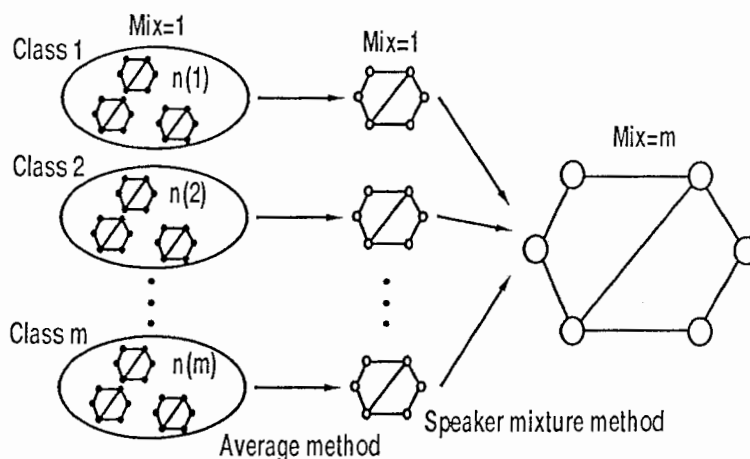 Class 1
Mix=1
n(1)
Mix=1
Class 2
n(2)
Mix=m
Class m
n(m)
Average method
Speaker mixture method